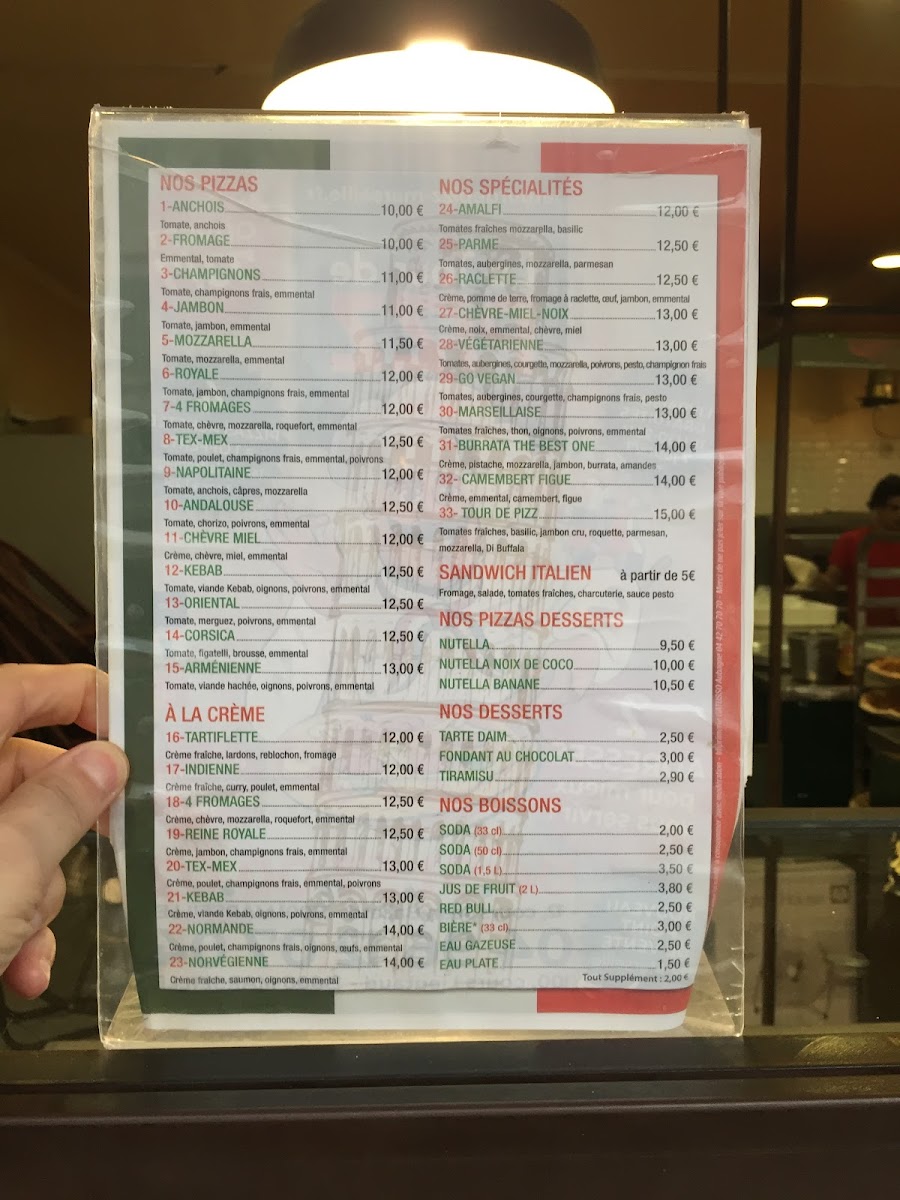 NOS PIZZAS
1-ANCHOIS 10,00 €
Tomate, anchois
2-FROMAGE 10,00 €
Emmental, tomate
3-CHAMPIGNONS 11,00 €
Tomate, champignons frais, emmental
4-JAMBON 11,00 €
Tomate, jambon, emmental
5-MOZZARELLA 11,50 €
Tomate, mozzarella, emmental
6-ROYALE 12,00 €
Tomate, jambon, champignons frais, emmental
7-4 FROMAGES 12,00 €
Tomate, chèvre, mozzarella, roquefort, emmental
8-TEX-MEX 12,50 €
Tomate, poulet, champignons frais, emmental, poivrons
9-NAPOLITAINE 12,00 €
Tomate, anchois, câpres, mozzarella
10-ANDALOUSE 12,50 €
Tomate, chorizo, poivrons, emmental
11-CHÈVRE MIEL 12,00 €
Crème, chèvre, miel, emmental
12-KEBAB 12,50 €
Tomate, viande Kebab, oignons, poivrons, emmental
13-ORIENTAL 12,50 €
Tomate, merguez, poivrons, emmental
14-CORSICA 12,50 €
Tomate, figatelli, brousse, emmental
15-ARMÉNIENNE 13,00 €
Tomate, viande hachée, oignons, poivrons, emmental
À LA CRÈME
16-TARTIFLETTE 12,00 €
Crème fraîche, lardons, reblochon, fromage
17-INDIENNE 12,00 €
Crème fraîche, curry, poulet, emmental
18-4 FROMAGES 12,50 €
Crème, chèvre, mozzarella, roquefort, emmental
19-REINE ROYALE 12,50 €
Crème, jambon, champignons frais, emmental
20-TEX-MEX 13,00 €
Crème, poulet, champignons frais, emmental, poivrons
21-KEBAB 13,00 €
Crème, viande Kebab, oignons, poivrons, emmental
22-NORMANDE 14,00 €
Crème, poulet, champignons frais, oignons, œufs, emmental
23-NORVÉGIENNE 14,00 €
Crème fraîche, saumon, oignons, emmental
NOS SPÉCIALITÉS
24-AMALFI 12,00 €
Tomates fraîches mozzarella, basilic
25-PARME 12,50 €
Tomates, aubergines, mozzarella, parmesan
26-RACLETTE 12,50 €
Crème, pomme de terre, fromage à raclette, œuf, jambon, emmental
27-CHÈVRE-MIEL-NOIX 13,00 €
Crème, noix, emmental, chèvre, miel
28-VÉGÉTARIENNE 13,00 €
Tomates, aubergines, courgette, mozzarella, poivrons, pesto, champignon frais
29-GO VEGAN 13,00 €
Tomates, aubergines, courgette, champignons frais, pesto
30-MARSEILLAISE 13,00 €
Tomates fraîches, thon, oignons, poivrons, emmental
31-BURRATA THE BEST ONE 14,00 €
Crème, pistache, mozzarella, jambon, burrata, amandes
32- CAMEMBERT FIGUE 14,00 €
Crème, emmental, camembert, figue
33- TOUR DE PIZZ 15,00 €
Tomates fraîches, basilic, jambon cru, roquette, parmesan,
mozzarella, Di Buffala
SANDWICH ITALIEN à partir de 5€
Fromage, salade, tomates fraîches, charcuterie, sauce pesto
NOS PIZZAS DESSERTS
NUTELLA 9,50 €
NUTELLA NOIX DE COCO 10,00 €
NUTELLA BANANE 10,50 €
NOS DESSERTS
TARTE DAIM 2,50 €
FONDANT AU CHOCOLAT 3,00 €
TIRAMISU 2,90 €
NOS BOISSONS
SODA (33 cl) 2,00 €
SODA (50 cl) 2,50 €
SODA (1,5 L) 3,50 €
JUS DE FRUIT (2 L) 3,80 €
RED BULL 2,50 €
BIÈRE* (33 cl) 3,00 €
EAU GAZEUSE 2,50 €
EAU PLATE 1,50 €
Tout Supplément : 2,00 €